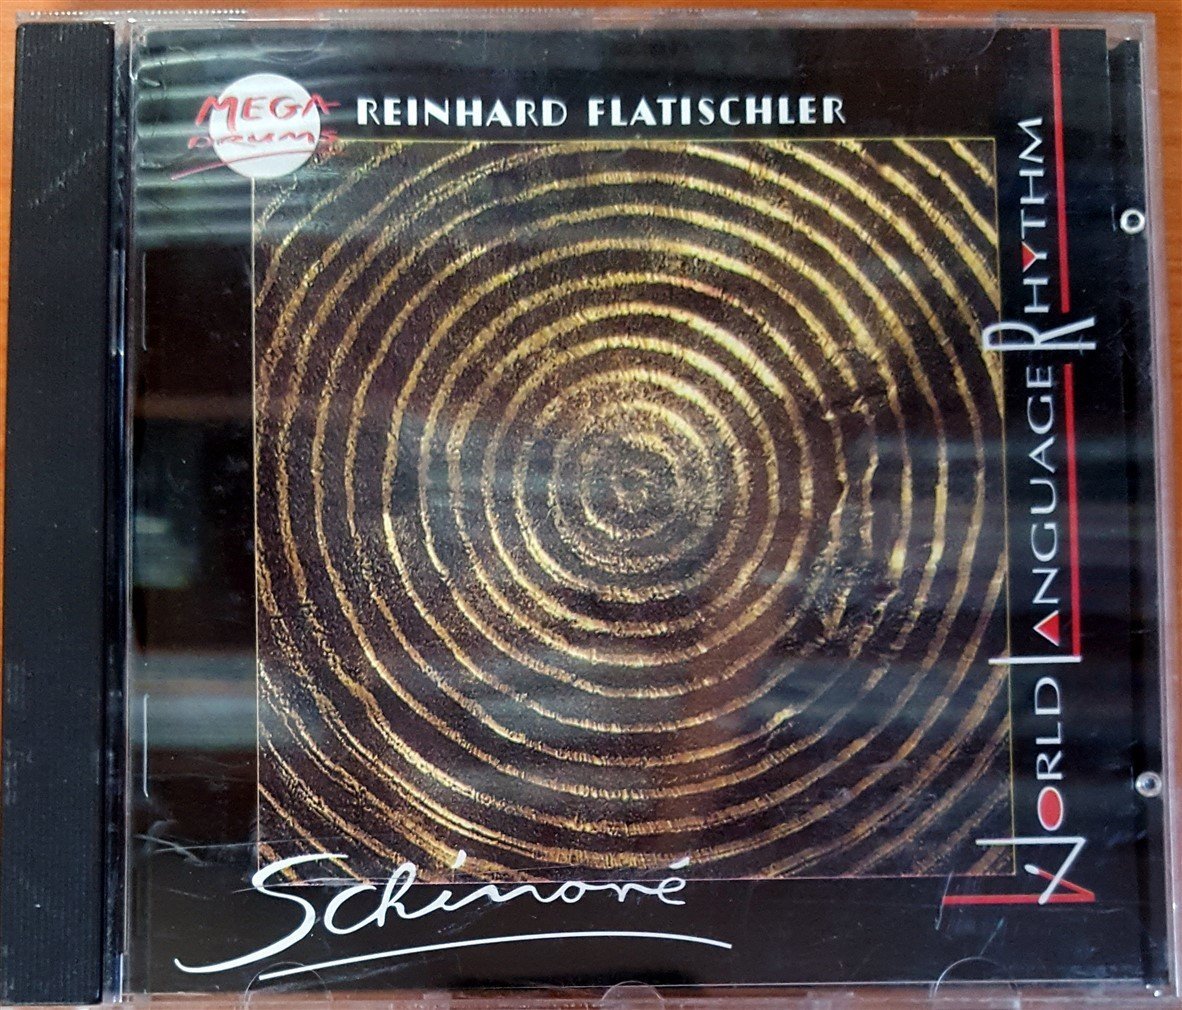 MEGA
DRUMS
REINHARD FLATISCHLER
WORLD LANGUAGE RHYTHM
Schinoré